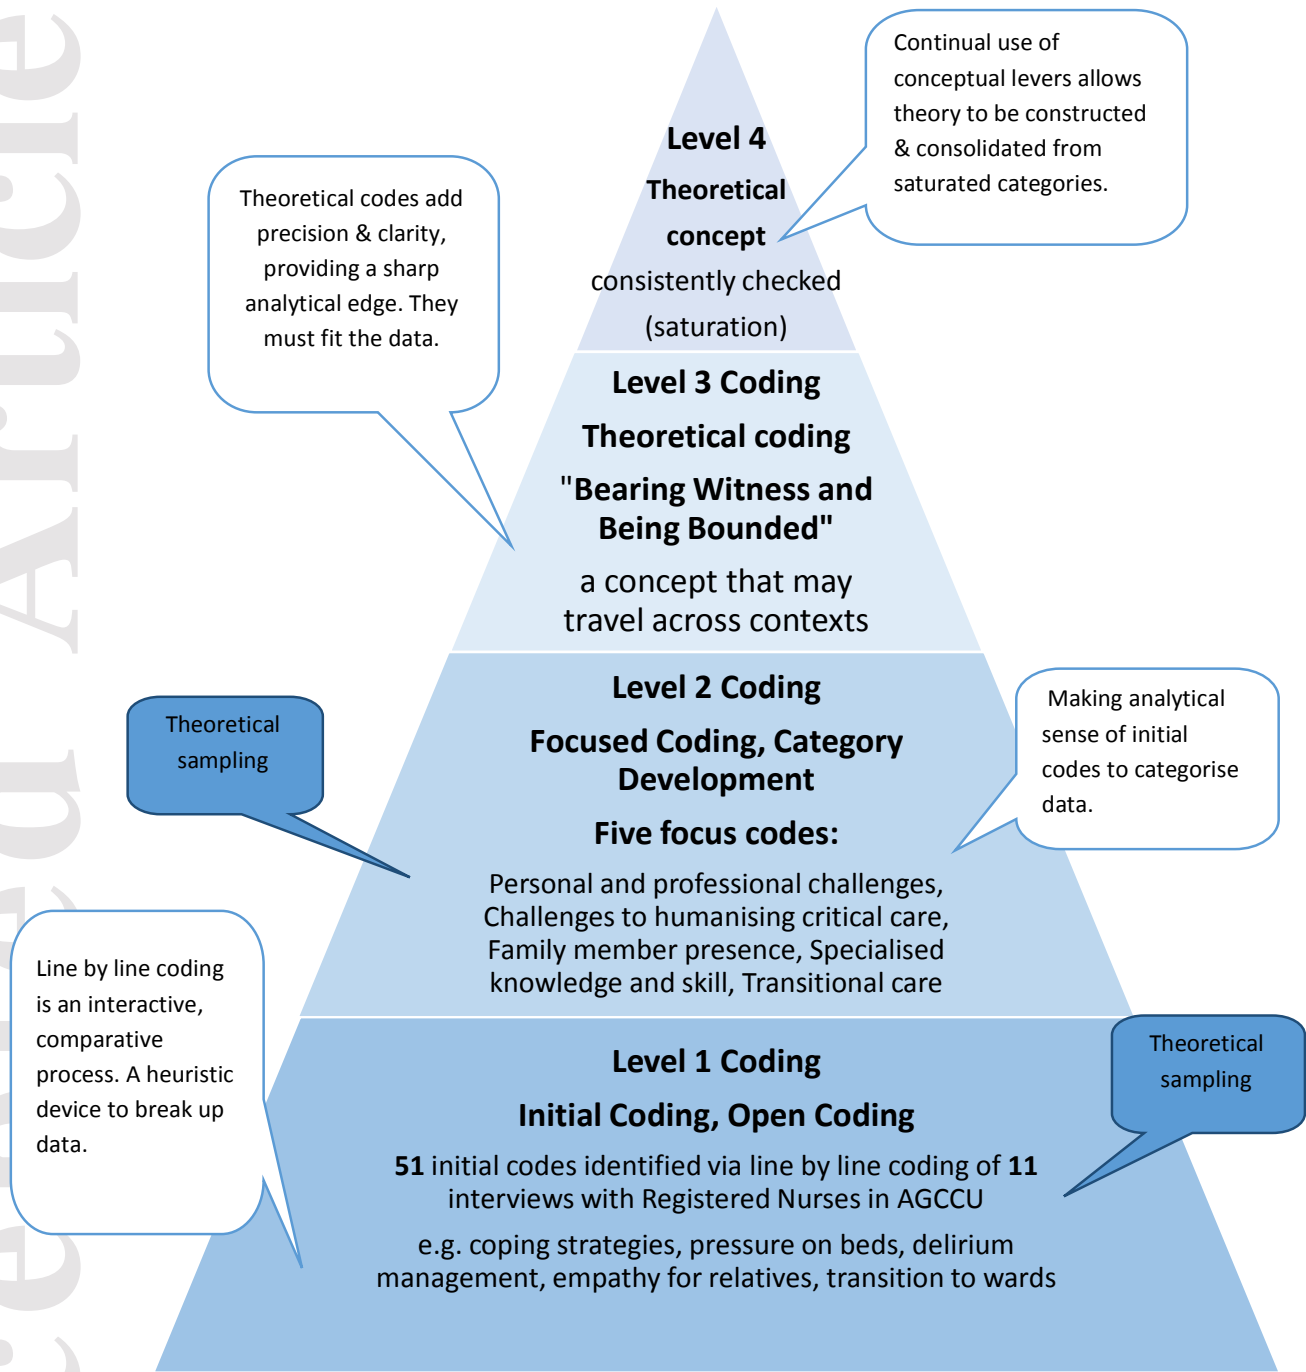 Continual use of
conceptual levers allows
theory to be constructed
& consolidated from
saturated categories.
Level 4
Theoretical
concept
consistently checked
(saturation)
Theoretical codes add
precision & clarity,
providing a sharp
analytical edge. They
must fit the data.
Level 3 Coding
Theoretical coding
"Bearing Witness and
Being Bounded"
a concept that may
travel across contexts
Theoretical
sampling
Level 2 Coding
Focused Coding, Category
Development
Five focus codes:
Personal and professional challenges,
Challenges to humanising critical care,
Family member presence, Specialised
knowledge and skill, Transitional care
Making analytical
sense of initial
codes to categorise
data.
Line by line coding
is an interactive,
comparative
process. A heuristic
device to break up
data.
Level 1 Coding
Initial Coding, Open Coding
51 initial codes identified via line by line coding of 11
interviews with Registered Nurses in AGCCU
e.g. coping strategies, pressure on beds, delirium
management, empathy for relatives, transition to wards
Theoretical
sampling
Article